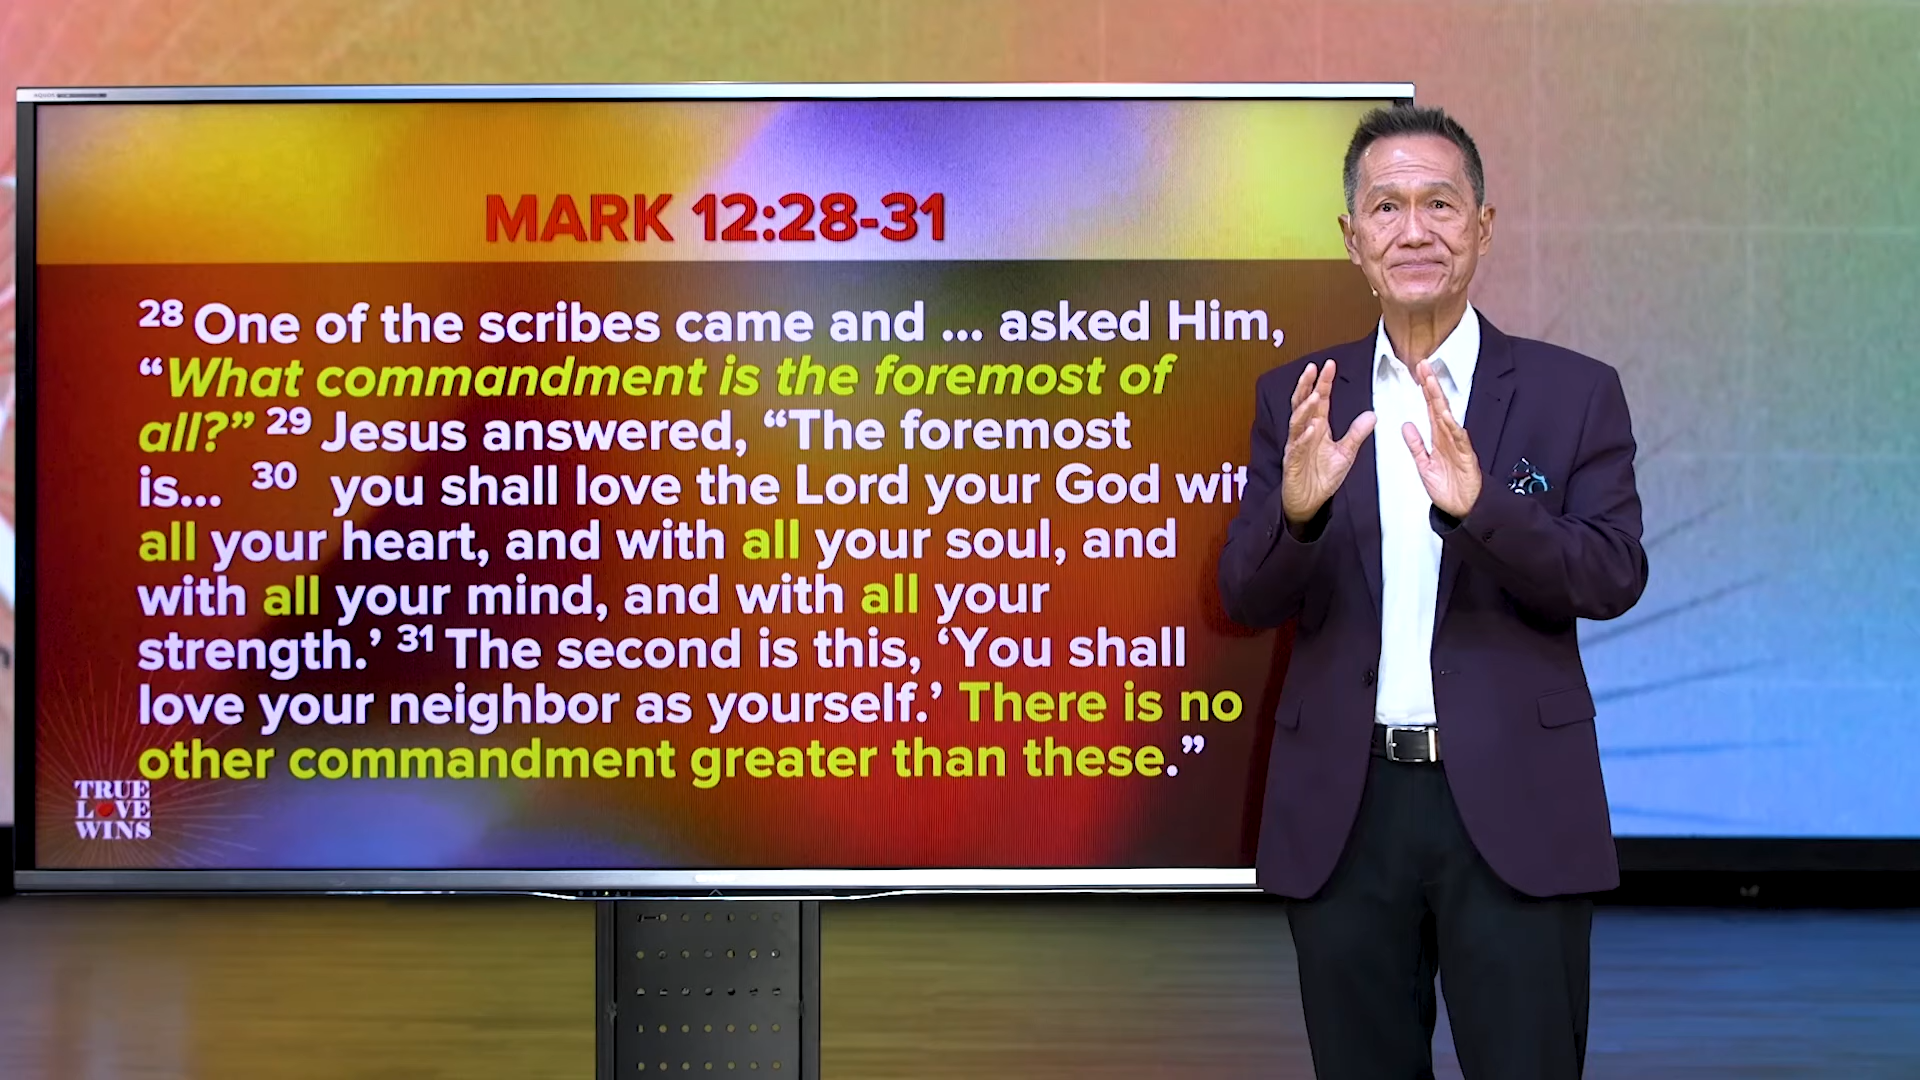 MARK 12:28-31
28 One of the scribes came and ... asked Him,
“What commandment is the foremost of
all?” 29 Jesus answered, “The foremost
is... 30 you shall love the Lord your God wit
all your heart, and with all your soul, and
with all your mind, and with all your
strength.’ 31 The second is this, ‘You shall
love your neighbor as yourself.’ There is no
other commandment greater than these.”
TRUE
LOVE
WINS